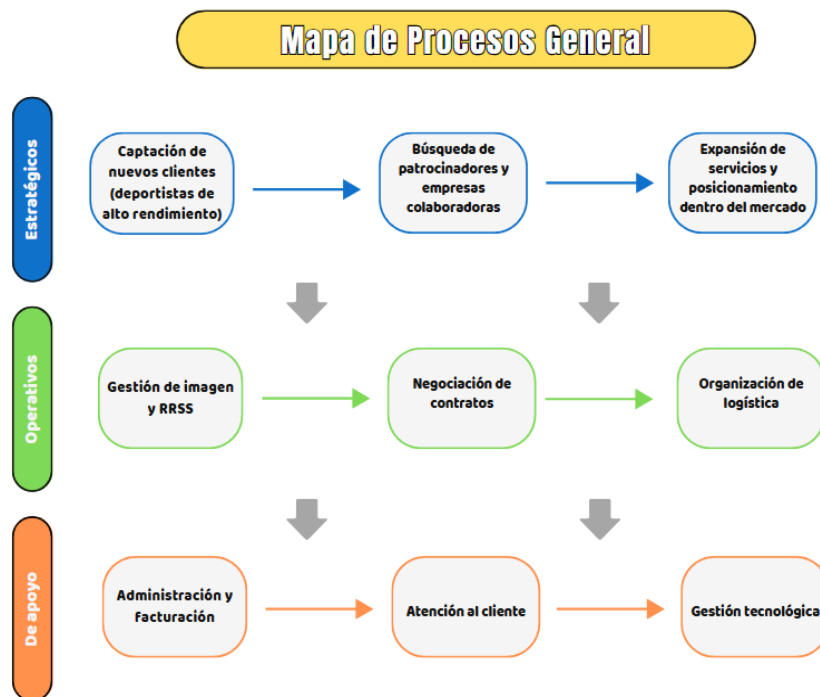 Mapa de Procesos General
Estratégicos
Captación de
nuevos clientes
(deportistas de
alto rendimiento)
Búsqueda de
patrocinadores y
empresas
colaboradoras
Expansión de
servicios y
posicionamiento
dentro del mercado
Operativos
Gestión de imagen
y RRSS
Negociación de
contratos
Organización de
logística
De apoyo
Administración y
facturación
Atención al cliente
Gestión tecnológica